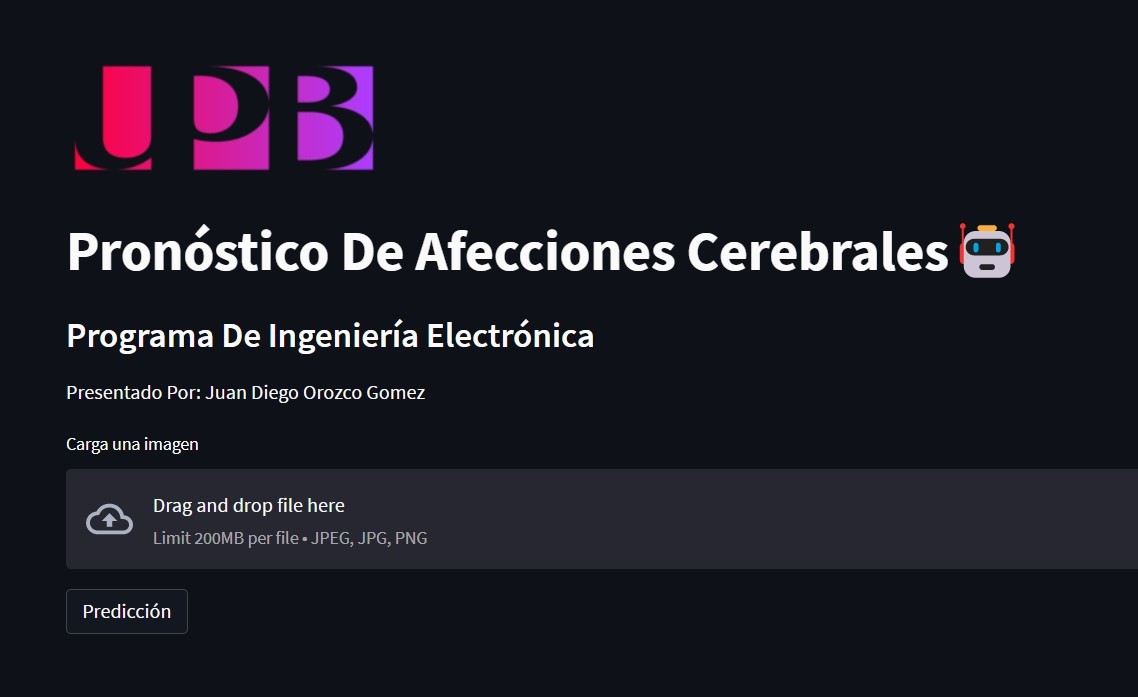 UPB
Pronóstico De Afecciones Cerebrales
Programa De Ingeniería Electrónica
Presentado Por: Juan Diego Orozco Gomez
Carga una imagen
Drag and drop file here
Limit 200MB per file • JPEG, JPG, PNG
Predicción